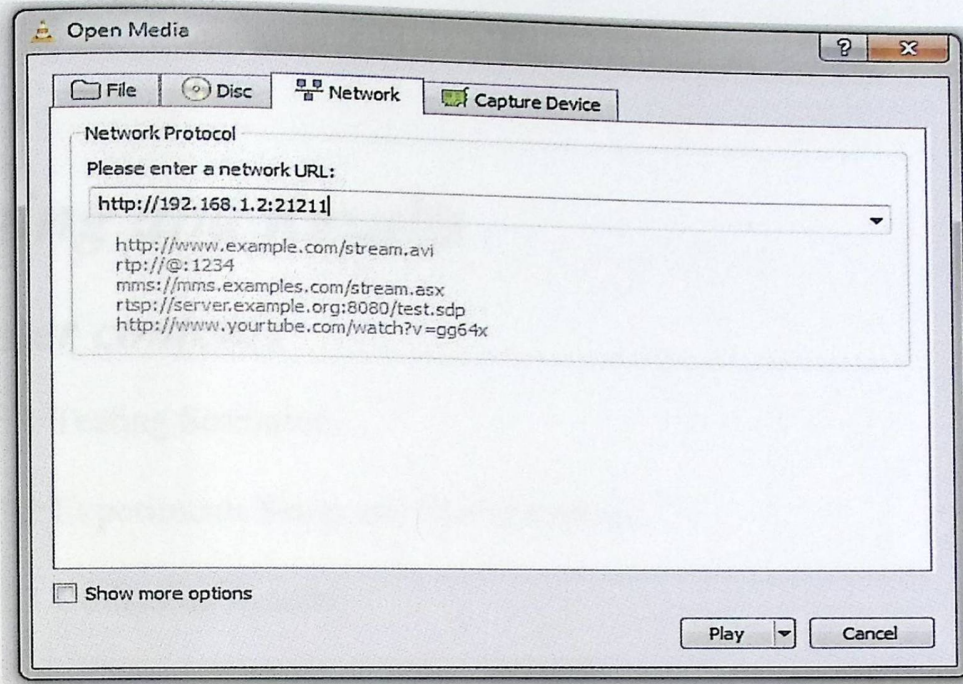 Open Media
File Disc Network Capture Device
Network Protocol
Please enter a network URL:
http://192.168.1.2:21211
http://www.example.com/stream.avi
rtp://@:1234
mms://mms.examples.com/stream.asx
rtsp://server.example.org:8080/test.sdp
http://www.yourtube.com/watch?v=gg64x
Show more options
Play Cancel